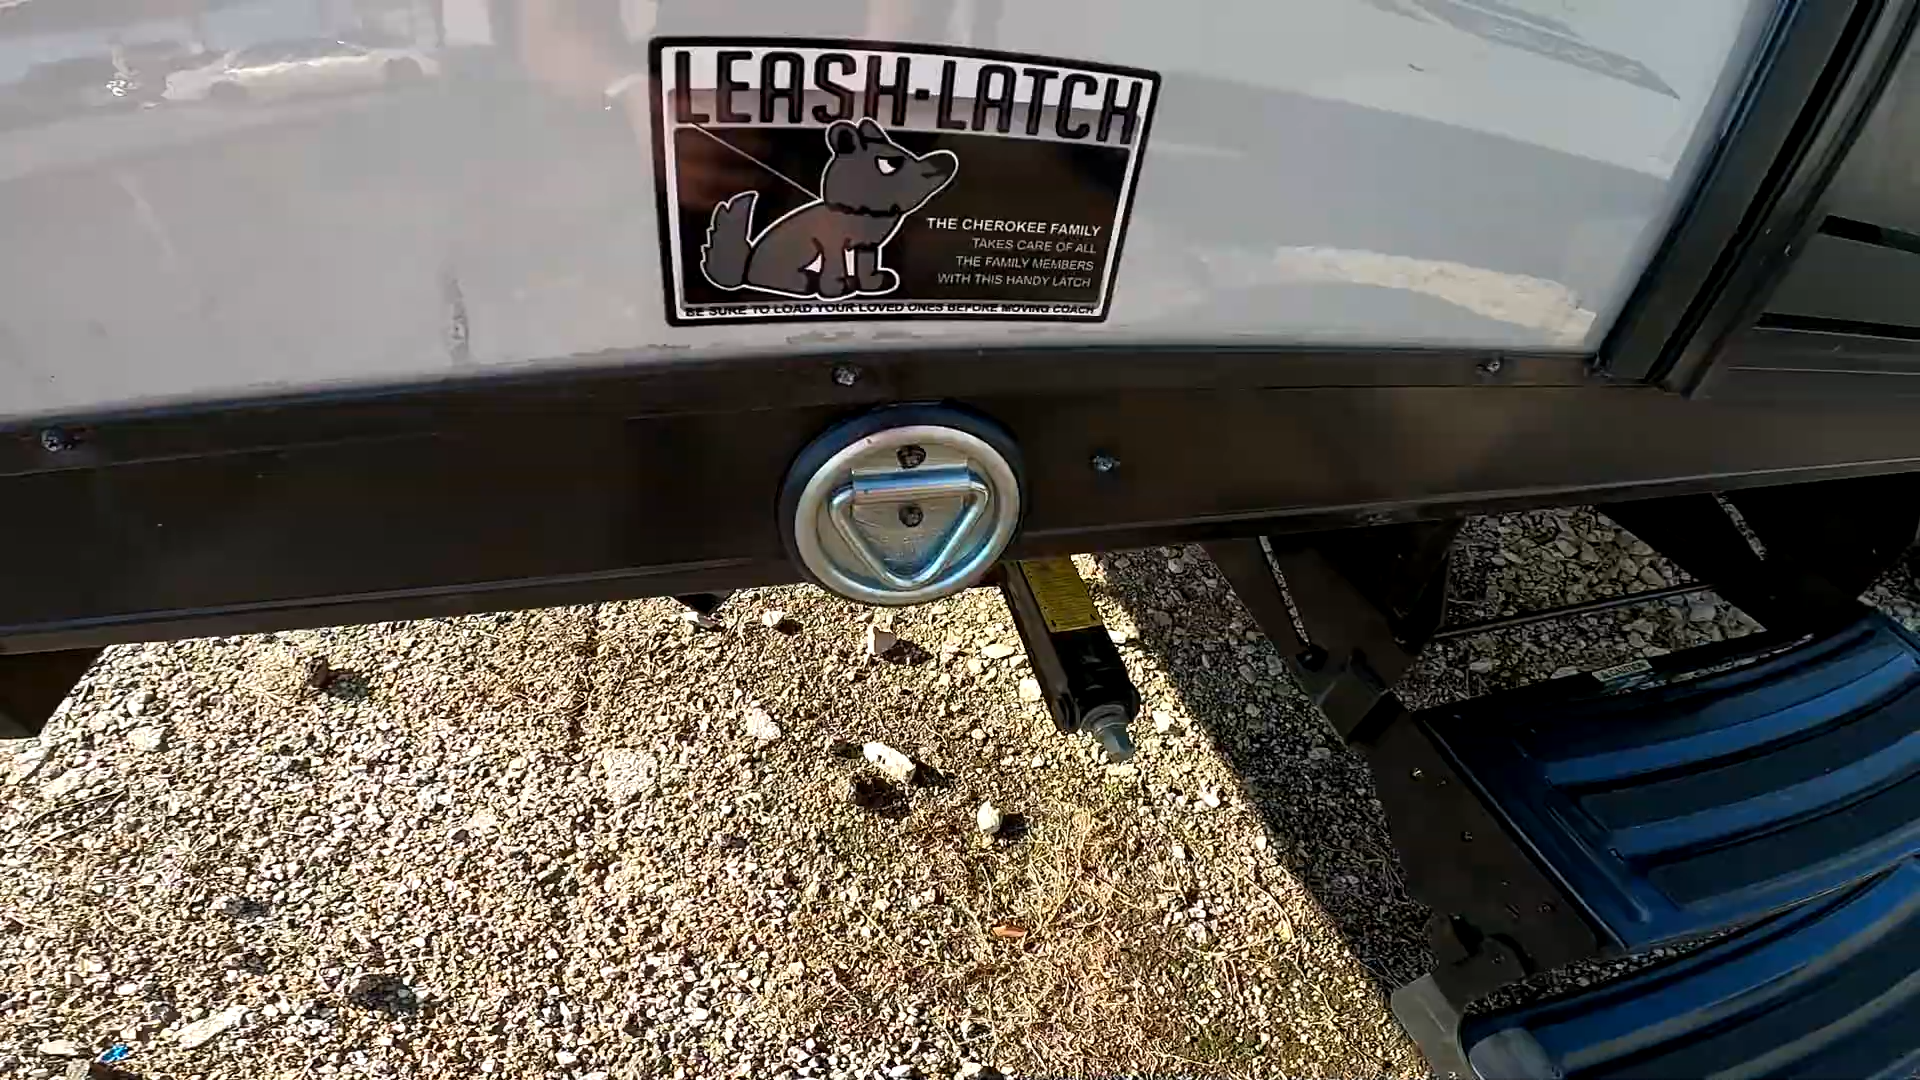 LEASH·LATCH
THE CHEROKEE FAMILY
TAKES CARE OF ALL
THE FAMILY MEMBERS
WITH THIS HANDY LATCH
BE SURE TO LOAD YOUR LOVED ONES BEFORE MOVING COACH